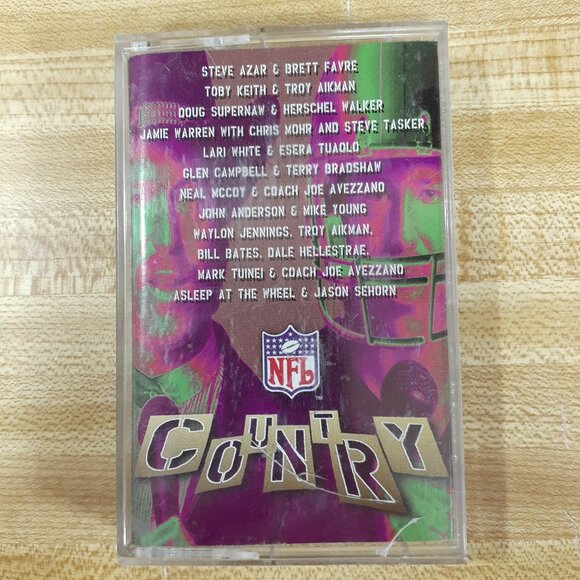 STEVE AZAR & BRETT FAVRE
TOBY KEITH & TROY AIKMAN
DOUG SUPERNAW & HERSCHEL WALKER
JAMIE WARREN WITH CHRIS MOHR AND STEVE TASKER
LARI WHITE & ESERA TUAOLO
GLEN CAMPBELL & TERRY BRADSHAW
NEAL MCCOY & COACH JOE AVEZZANO
JOHN ANDERSON & MIKE YOUNG
WAYLON JENNINGS, TROY AIKMAN,
BILL BATES, DALE HELLESTRAE,
MARK TUINEI & COACH JOE AVEZZANO
ASLEEP AT THE WHEEL & JASON SEHORN
NFL
TM
COUNTRY